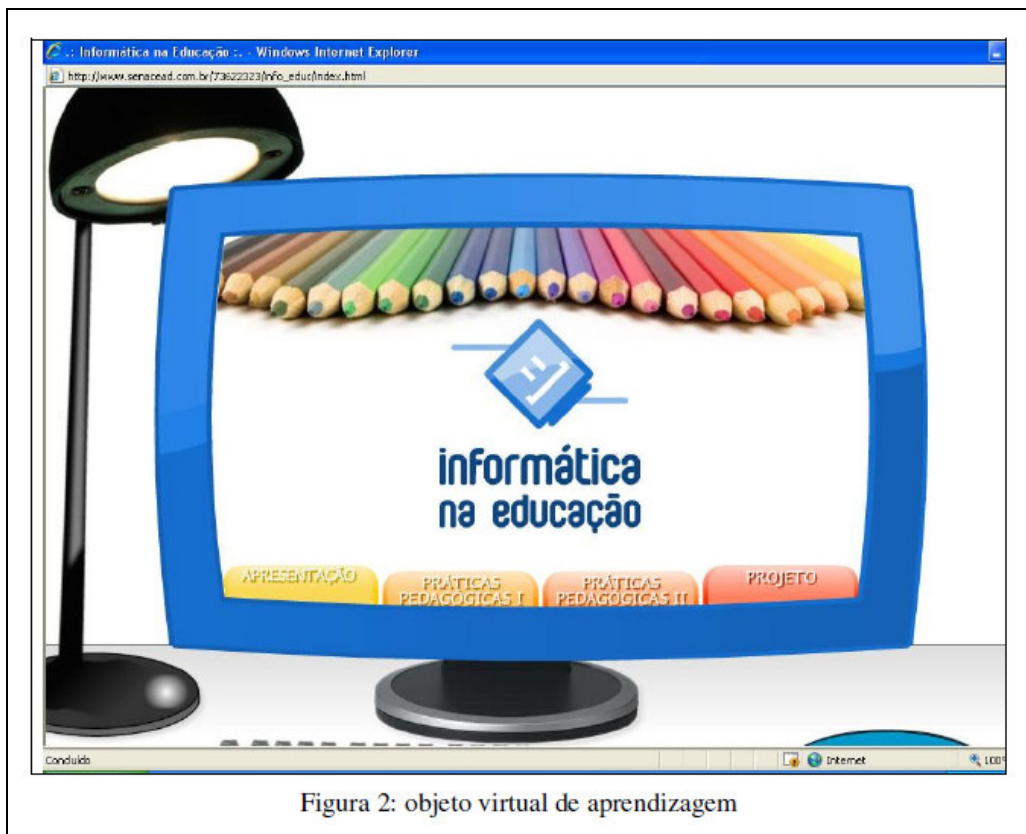 .: Informática na Educação :. - Windows Internet Explorer
http://www.senacead.com.br/73622323/info_educ/index.html
informática
na educação
APRESENTAÇÃO
PRÁTICAS
PEDAGÓGICAS I
PRÁTICAS
PEDAGÓGICAS II
PROJETO
Concluído
Internet
100%
Figura 2: objeto virtual de aprendizagem